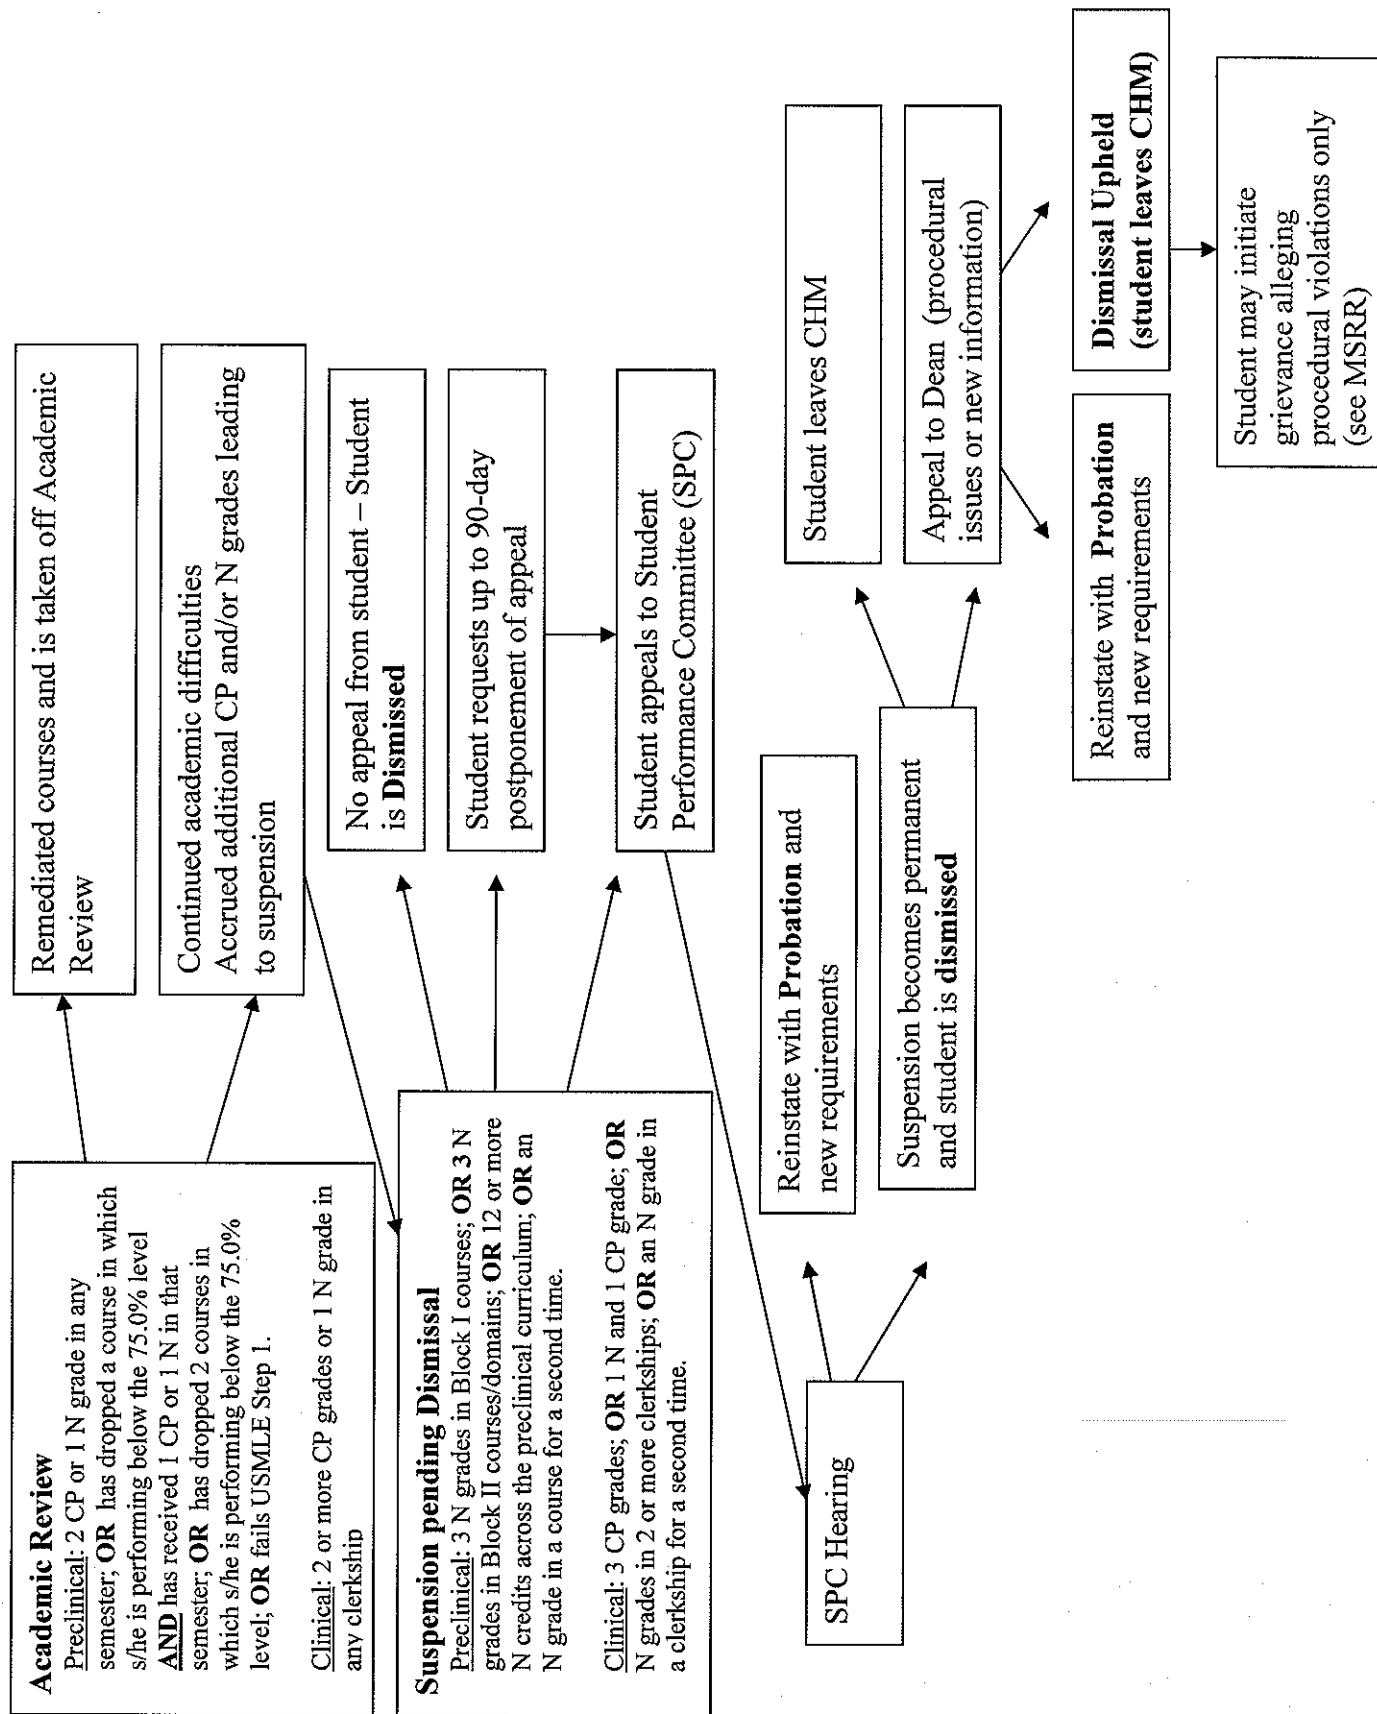 Academic Review
Preclinical: 2 CP or 1 N grade in any
semester; OR has dropped a course in which
s/he is performing below the 75.0% level
AND has received 1 CP or 1 N in that
semester; OR has dropped 2 courses in
which s/he is performing below the 75.0%
level; OR fails USMLE Step 1.
Clinical: 2 or more CP grades or 1 N grade in
any clerkship
Remediated courses and is taken off Academic
Review
Continued academic difficulties
Accrued additional CP and/or N grades leading
to suspension
Suspension pending Dismissal
Preclinical: 3 N grades in Block I courses; OR 3 N
grades in Block II courses/domains; OR 12 or more
N credits across the preclinical curriculum; OR an
N grade in a course for a second time.
Clinical: 3 CP grades; OR 1 N and 1 CP grade; OR
N grades in 2 or more clerkships; OR an N grade in
a clerkship for a second time.
No appeal from student – Student
is Dismissed
Student requests up to 90-day
postponement of appeal
Student appeals to Student
Performance Committee (SPC)
SPC Hearing
Reinstate with Probation and
new requirements
Suspension becomes permanent
and student is dismissed
Student leaves CHM
Appeal to Dean (procedural
issues or new information)
Reinstate with Probation
and new requirements
Dismissal Upheld
(student leaves CHM)
Student may initiate
grievance alleging
procedural violations only
(see MSRR)